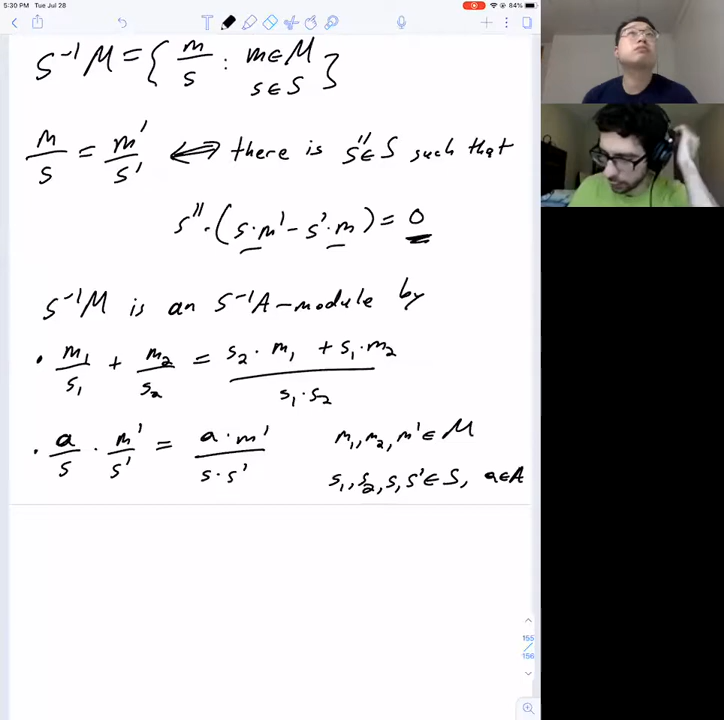 5:30 PM Tue Jul 28
84%
S⁻¹M = { m/s : m∈M
s∈S }
m/s = m'/s' ⟺ there is s''∈S such that
s''·(s·m' - s'·m) = 0
S⁻¹M is an S⁻¹A-module by
· m₁/s₁ + m₂/s₂ = (s₂·m₁ + s₁·m₂)/(s₁·s₂)
· a/s · m'/s' = (a·m')/(s·s')
m₁, m₂, m' ∈ M
s₁, s₂, s, s' ∈ S, a∈A
155
156